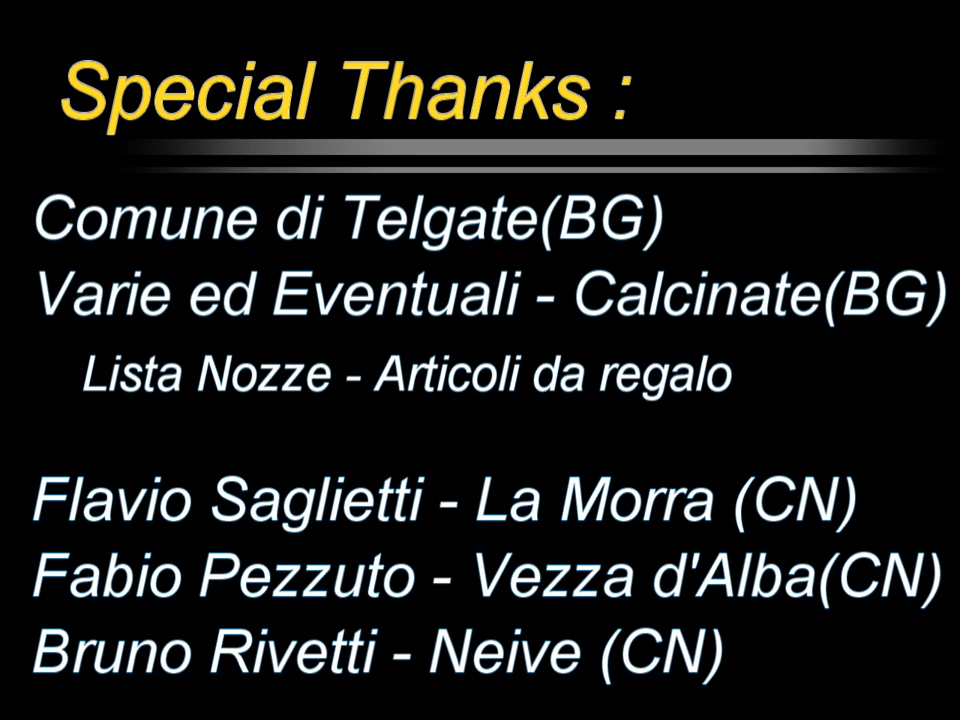 Special Thanks :
Comune di Telgate(BG)
Varie ed Eventuali - Calcinate(BG)
Lista Nozze - Articoli da regalo
Flavio Saglietti - La Morra (CN)
Fabio Pezzuto - Vezza d'Alba(CN)
Bruno Rivetti - Neive (CN)